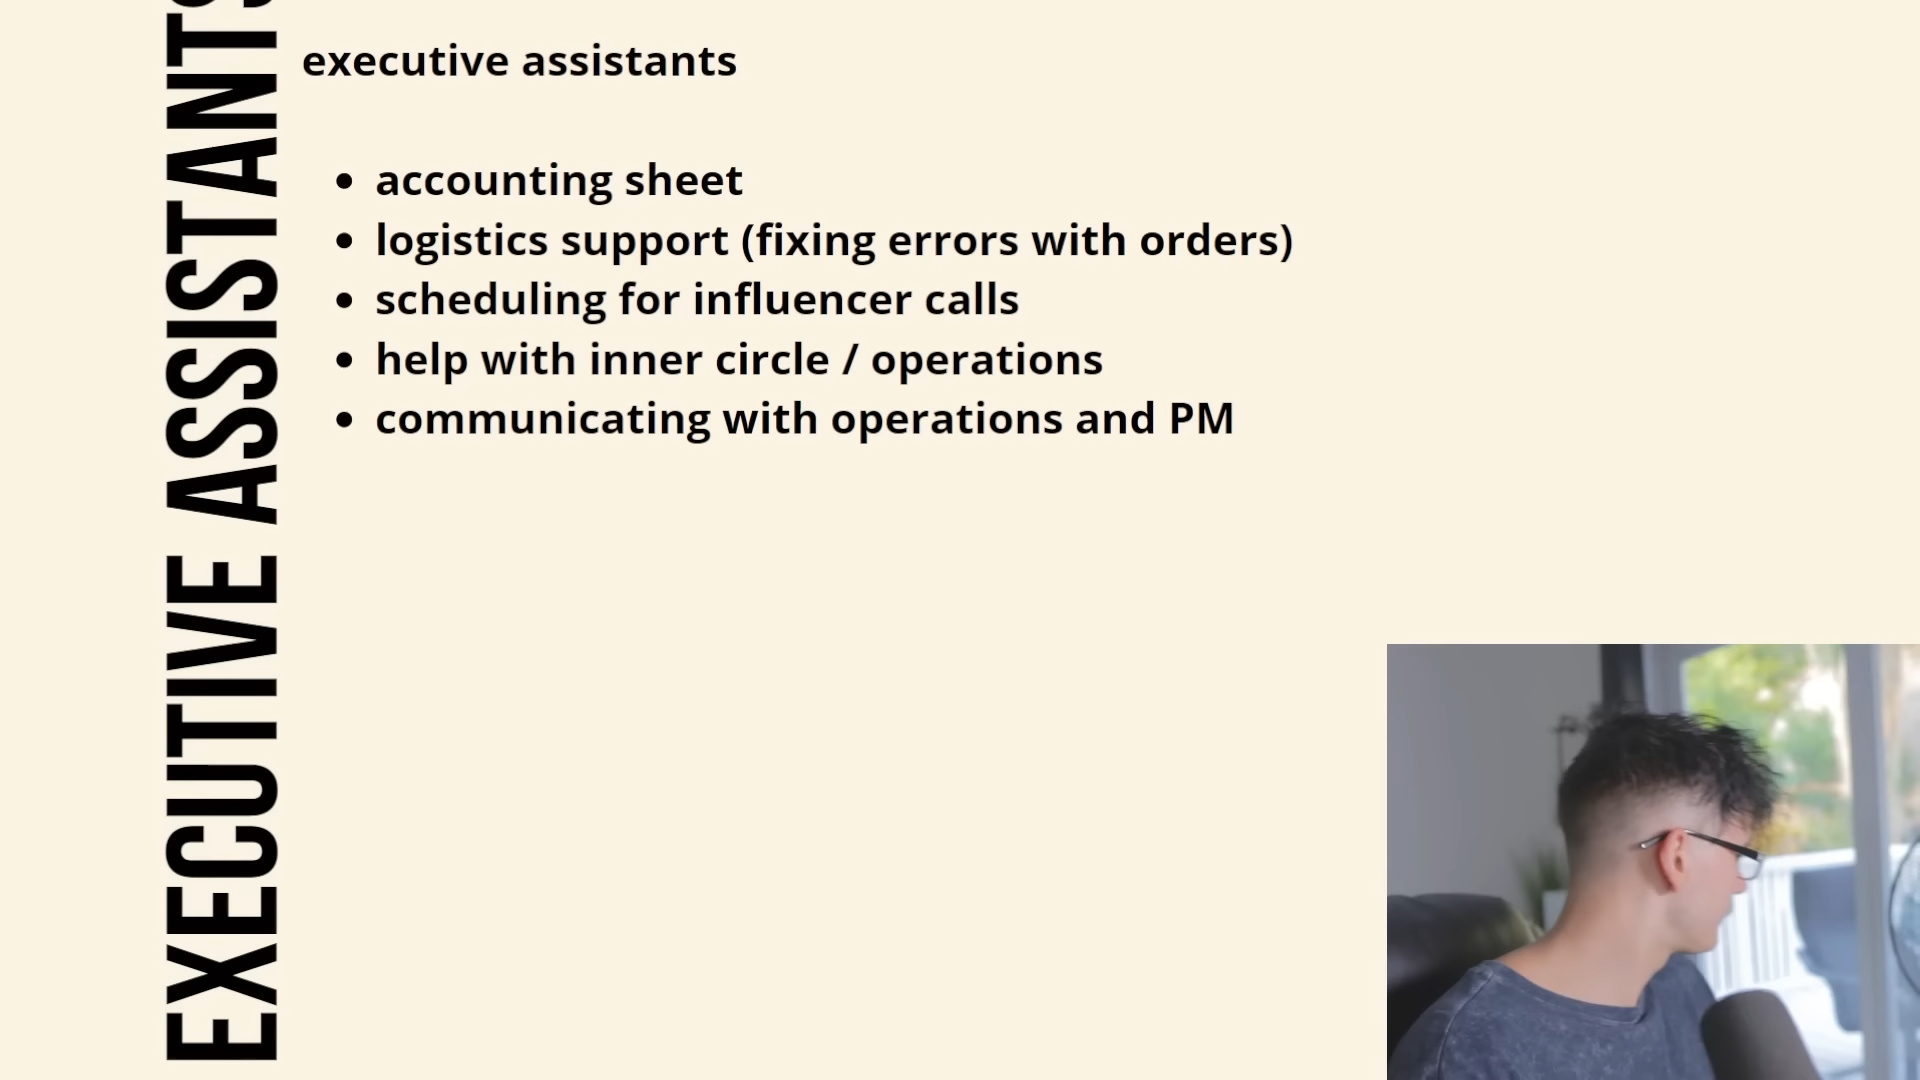 EXECUTIVE ASSISTANTS
executive assistants
• accounting sheet
• logistics support (fixing errors with orders)
• scheduling for influencer calls
• help with inner circle / operations
• communicating with operations and PM